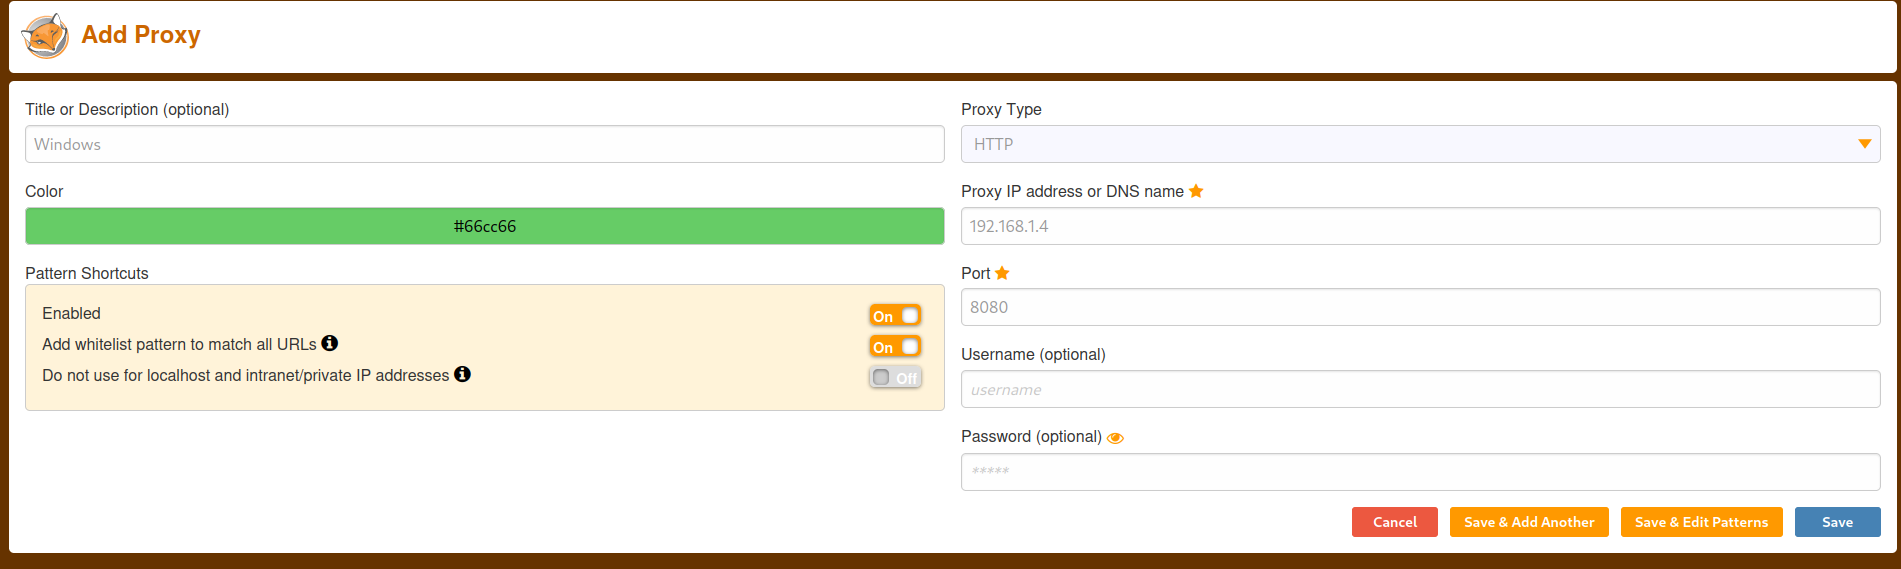 Add Proxy
Title or Description (optional)
Windows
Color
#66cc66
Pattern Shortcuts
Enabled
On
Add whitelist pattern to match all URLs
On
Do not use for localhost and intranet/private IP addresses
Off
Proxy Type
HTTP
Proxy IP address or DNS name
192.168.1.4
Port
8080
Username (optional)
username
Password (optional)
*****
Cancel
Save & Add Another
Save & Edit Patterns
Save